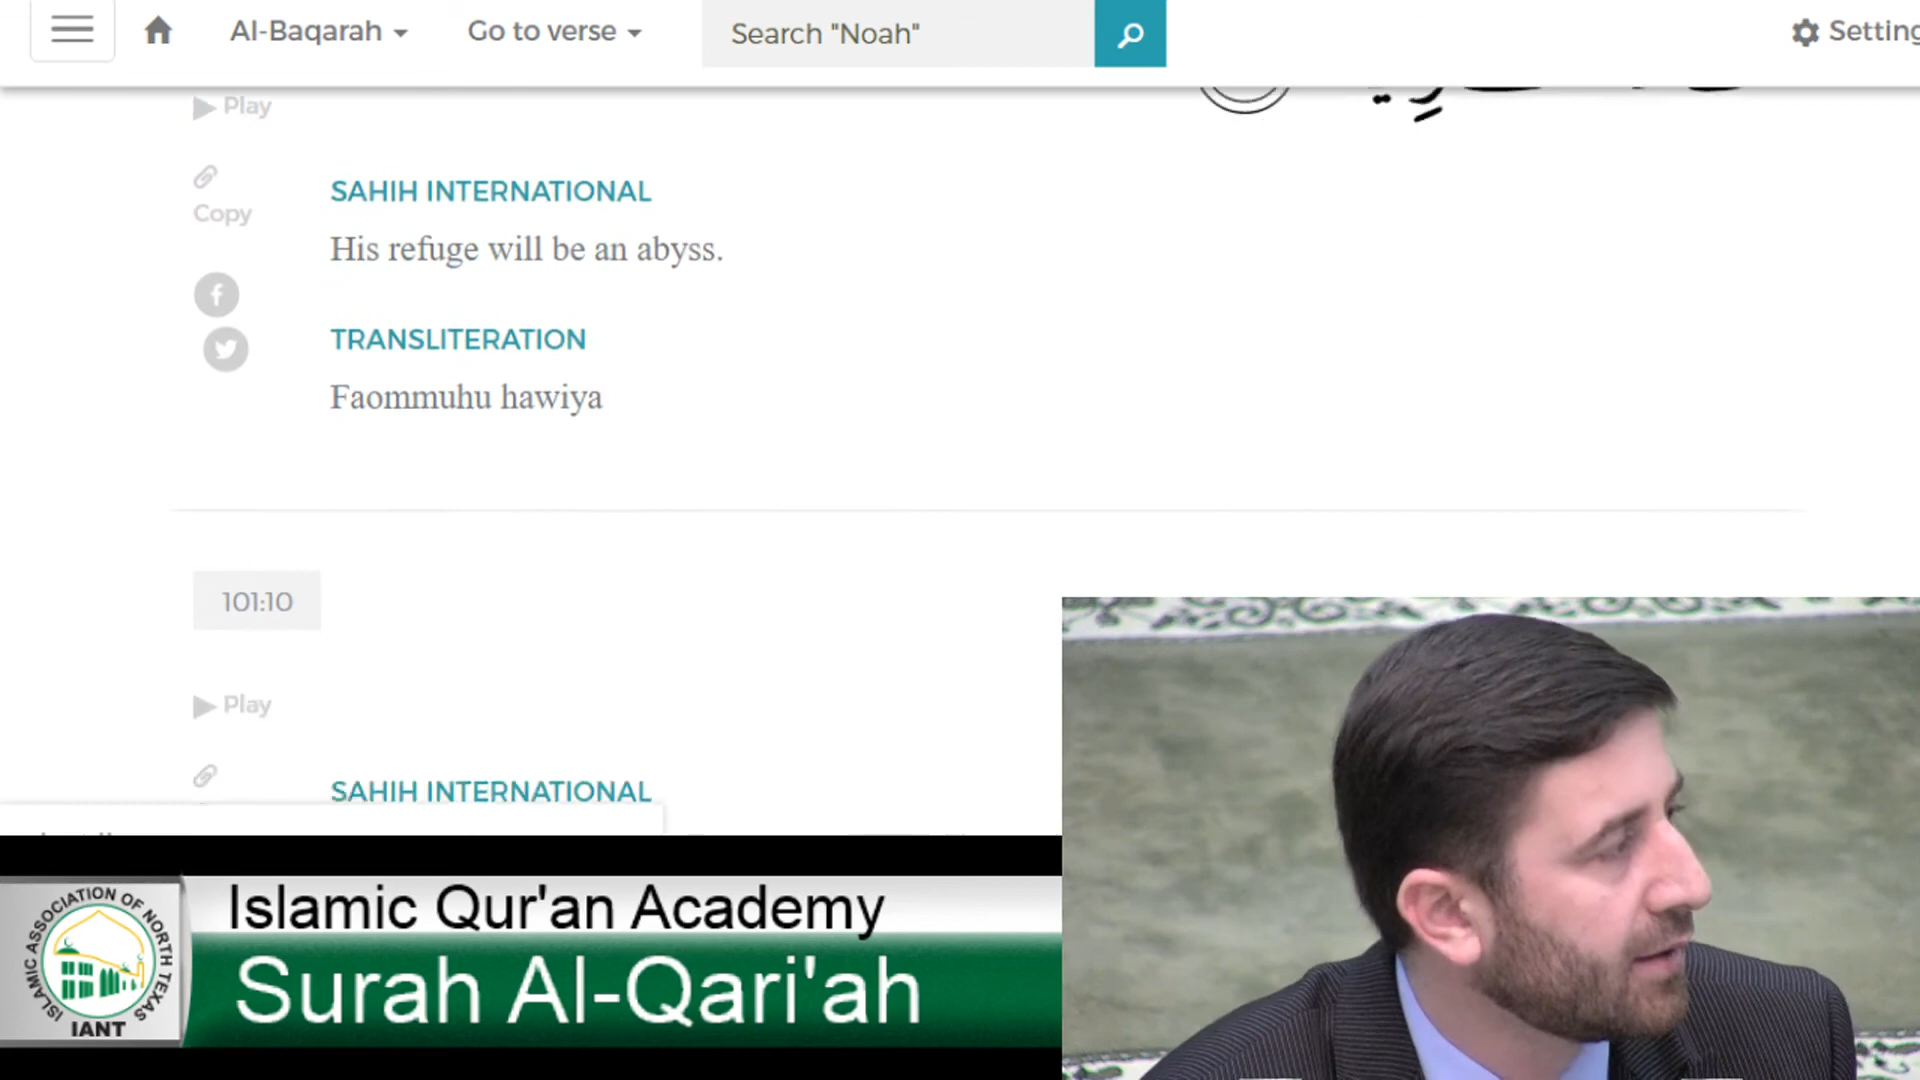 Al-Baqarah
Go to verse
Search "Noah"
Play
Copy
SAHIH INTERNATIONAL
His refuge will be an abyss.
TRANSLITERATION
Faommuhu hawiya
101:10
Play
SAHIH INTERNATIONAL
ISLAMIC ASSOCIATION OF NORTH TEXAS
IANT
Islamic Qur'an Academy
Surah Al-Qari'ah